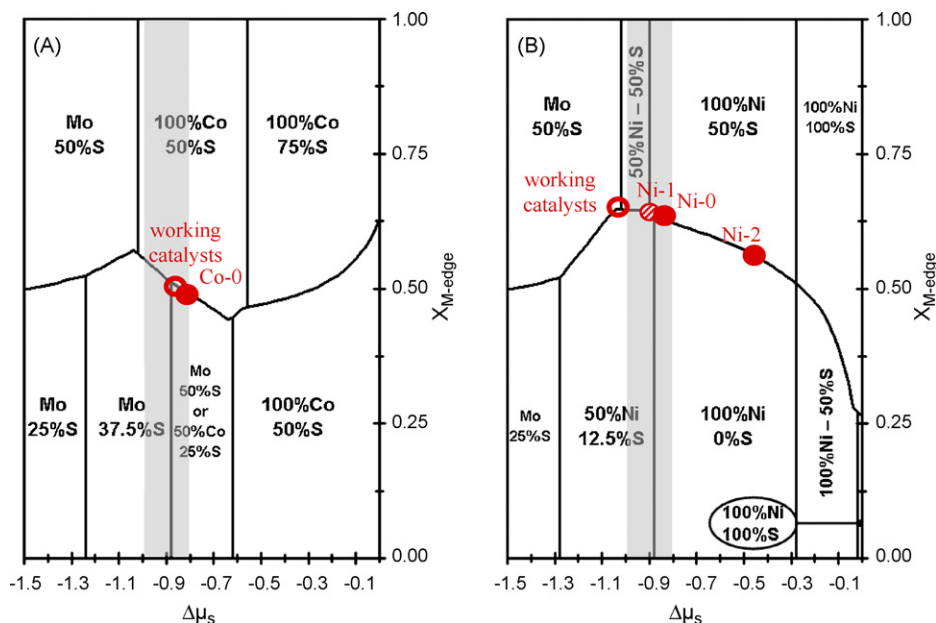 (A)
Mo
50%S
100%Co
50%S
100%Co
75%S
working
catalysts
Co-0
Mo
25%S
Mo
37.5%S
Mo
50%S
or
50%Co
25%S
100%Co
50%S
1.00
0.75
0.50
0.25
0.00
X M-edge
-1.5 -1.3 -1.1 -0.9 -0.7 -0.5 -0.3 -0.1
Δμs
(B)
Mo
50%S
50%Ni – 50%S
100%Ni
50%S
100%Ni
100%S
working
catalysts
Ni-1
Ni-0
Ni-2
Mo
25%S
50%Ni
12.5%S
100%Ni
0%S
100%Ni – 50%S
100%Ni
100%S
1.00
0.75
0.50
0.25
0.00
X M-edge
-1.5 -1.3 -1.1 -0.9 -0.7 -0.5 -0.3 -0.1
Δμs